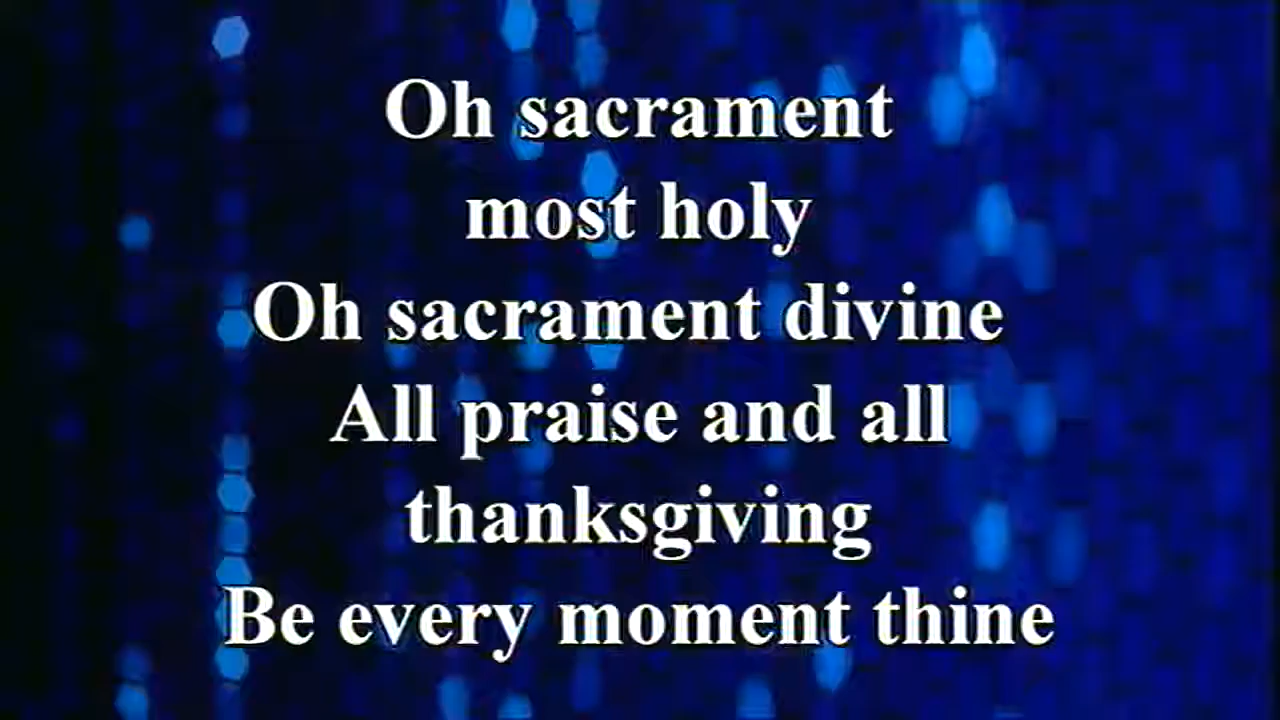 Oh sacrament
most holy
Oh sacrament divine
All praise and all
thanksgiving
Be every moment thine